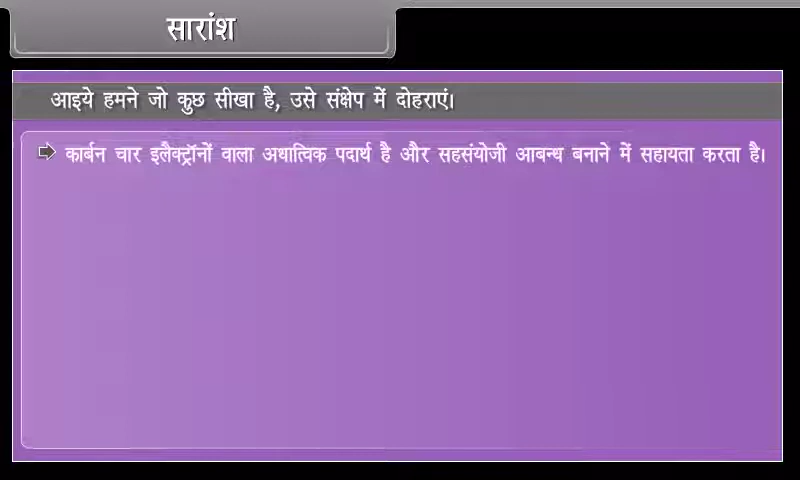 सारांश
आइये हमने जो कुछ सीखा है, उसे संक्षेप में दोहराएं।
कार्बन चार इलैक्ट्रॉनों वाला अधात्विक पदार्थ है और सहसंयोजी आबन्ध बनाने में सहायता करता है।